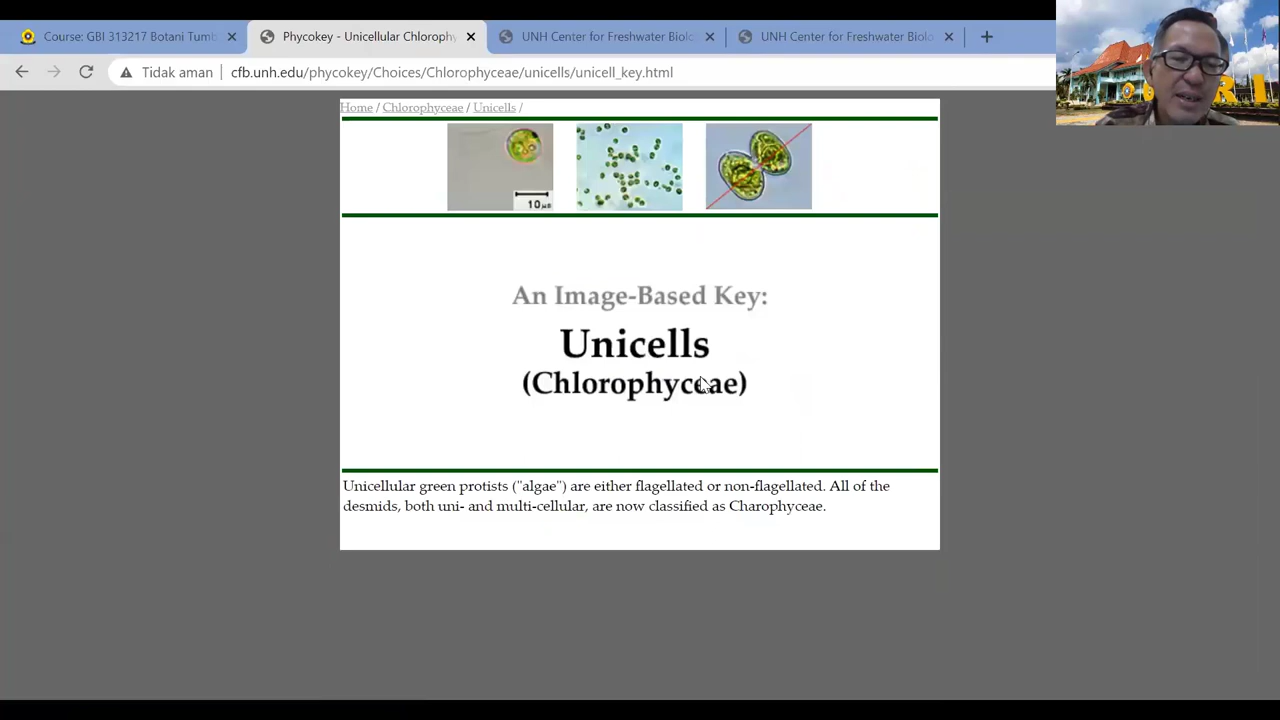 Course: GBI 313217 Botani Tumb
Phycokey - Unicellular Chloroph
UNH Center for Freshwater Biolo
UNH Center for Freshwater Biolo
Tidak aman
cfb.unh.edu/phycokey/Choices/Chlorophyceae/unicells/unicell_key.html
Home / Chlorophyceae / Unicells /
10
An Image-Based Key:
Unicells
(Chlorophyceae)
Unicellular green protists ("algae") are either flagellated or non-flagellated. All of the
desmids, both uni- and multi-cellular, are now classified as Charophyceae.